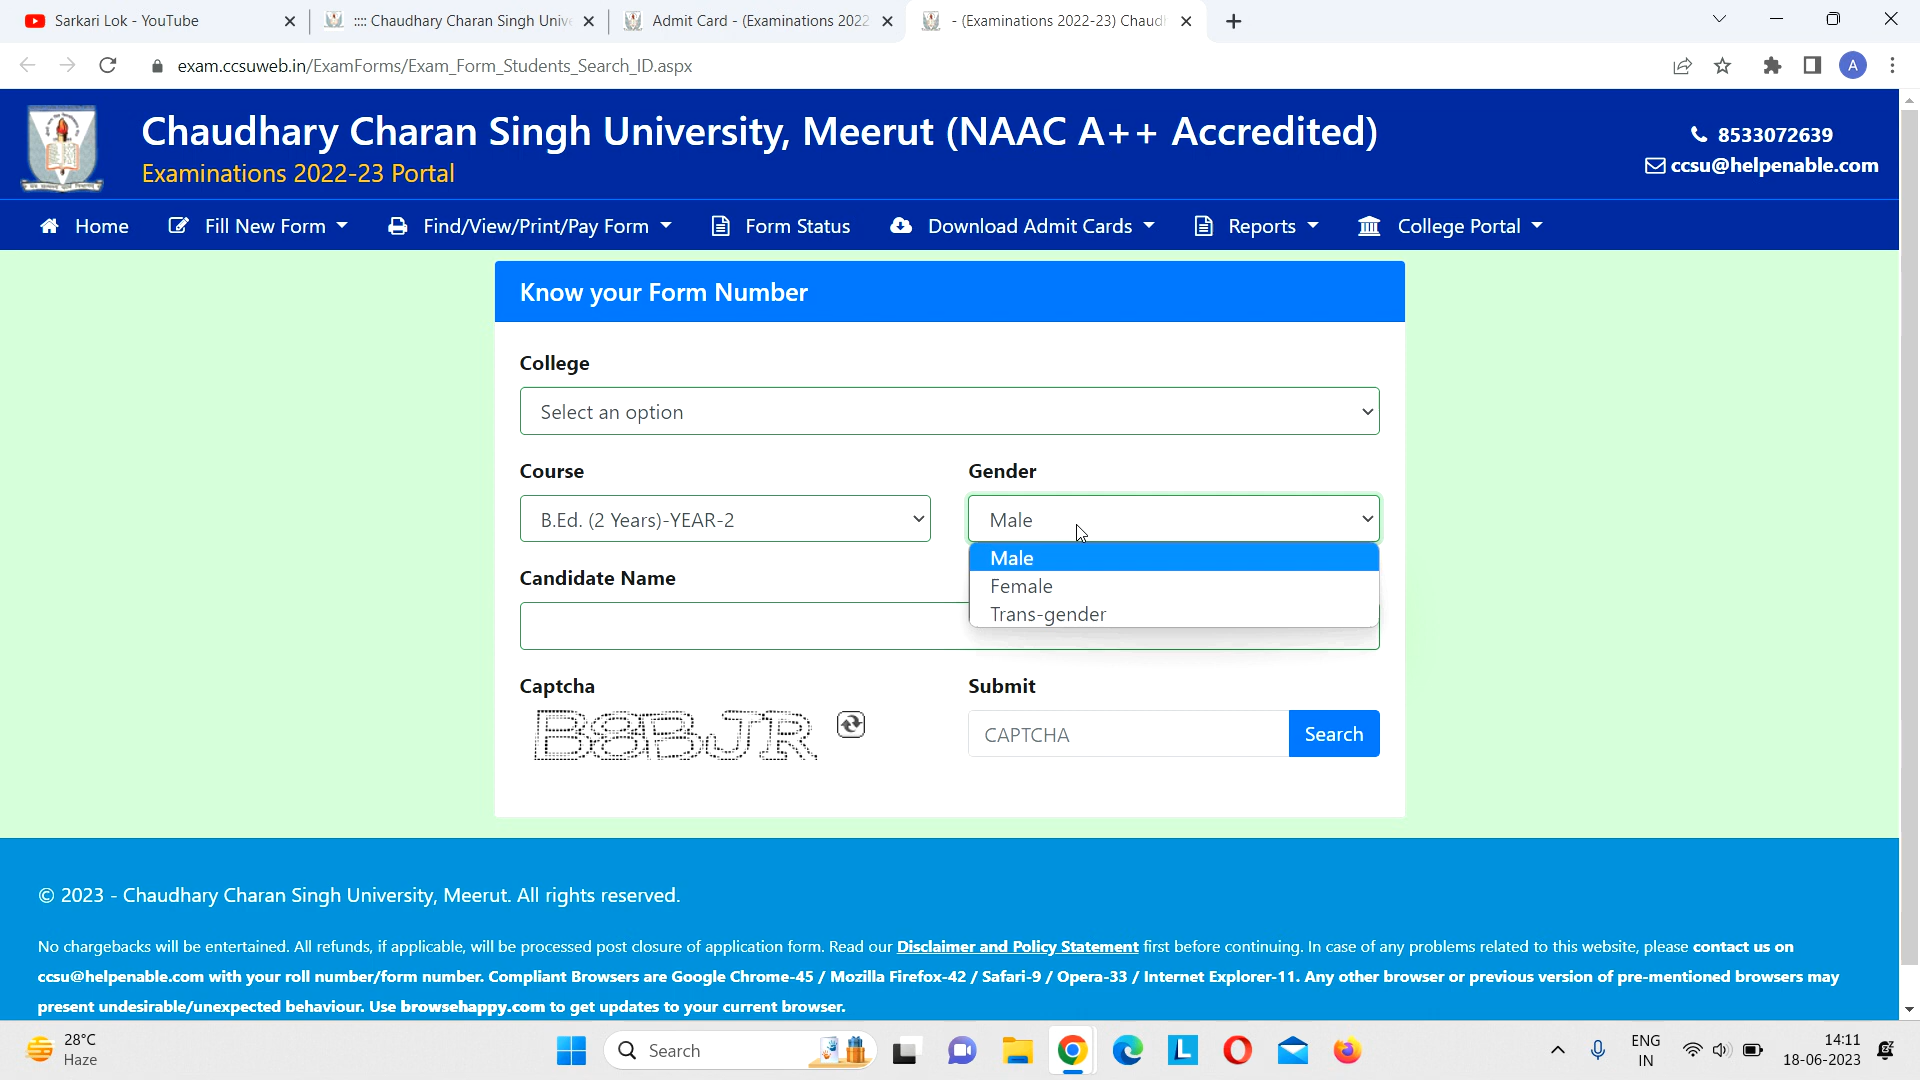 Sarkari Lok - YouTube
:::: Chaudhary Charan Singh Unive
Admit Card - (Examinations 2022
- (Examinations 2022-23) Chaudh
exam.ccsuweb.in/ExamForms/Exam_Form_Students_Search_ID.aspx
A
Chaudhary Charan Singh University, Meerut (NAAC A++ Accredited)
Examinations 2022-23 Portal
8533072639
ccsu@helpenable.com
Home
Fill New Form
Find/View/Print/Pay Form
Form Status
Download Admit Cards
Reports
College Portal
Know your Form Number
College
Select an option
Course
Gender
B.Ed. (2 Years)-YEAR-2
Male
Male
Female
Trans-gender
Candidate Name
Captcha
Submit
B8BJR
CAPTCHA
Search
© 2023 - Chaudhary Charan Singh University, Meerut. All rights reserved.
No chargebacks will be entertained. All refunds, if applicable, will be processed post closure of application form. Read our Disclaimer and Policy Statement first before continuing. In case of any problems related to this website, please contact us on
ccsu@helpenable.com with your roll number/form number. Compliant Browsers are Google Chrome-45 / Mozilla Firefox-42 / Safari-9 / Opera-33 / Internet Explorer-11. Any other browser or previous version of pre-mentioned browsers may
present undesirable/unexpected behaviour. Use browsehappy.com to get updates to your current browser.
28°C
Haze
Search
L
ENG
IN
14:11
18-06-2023